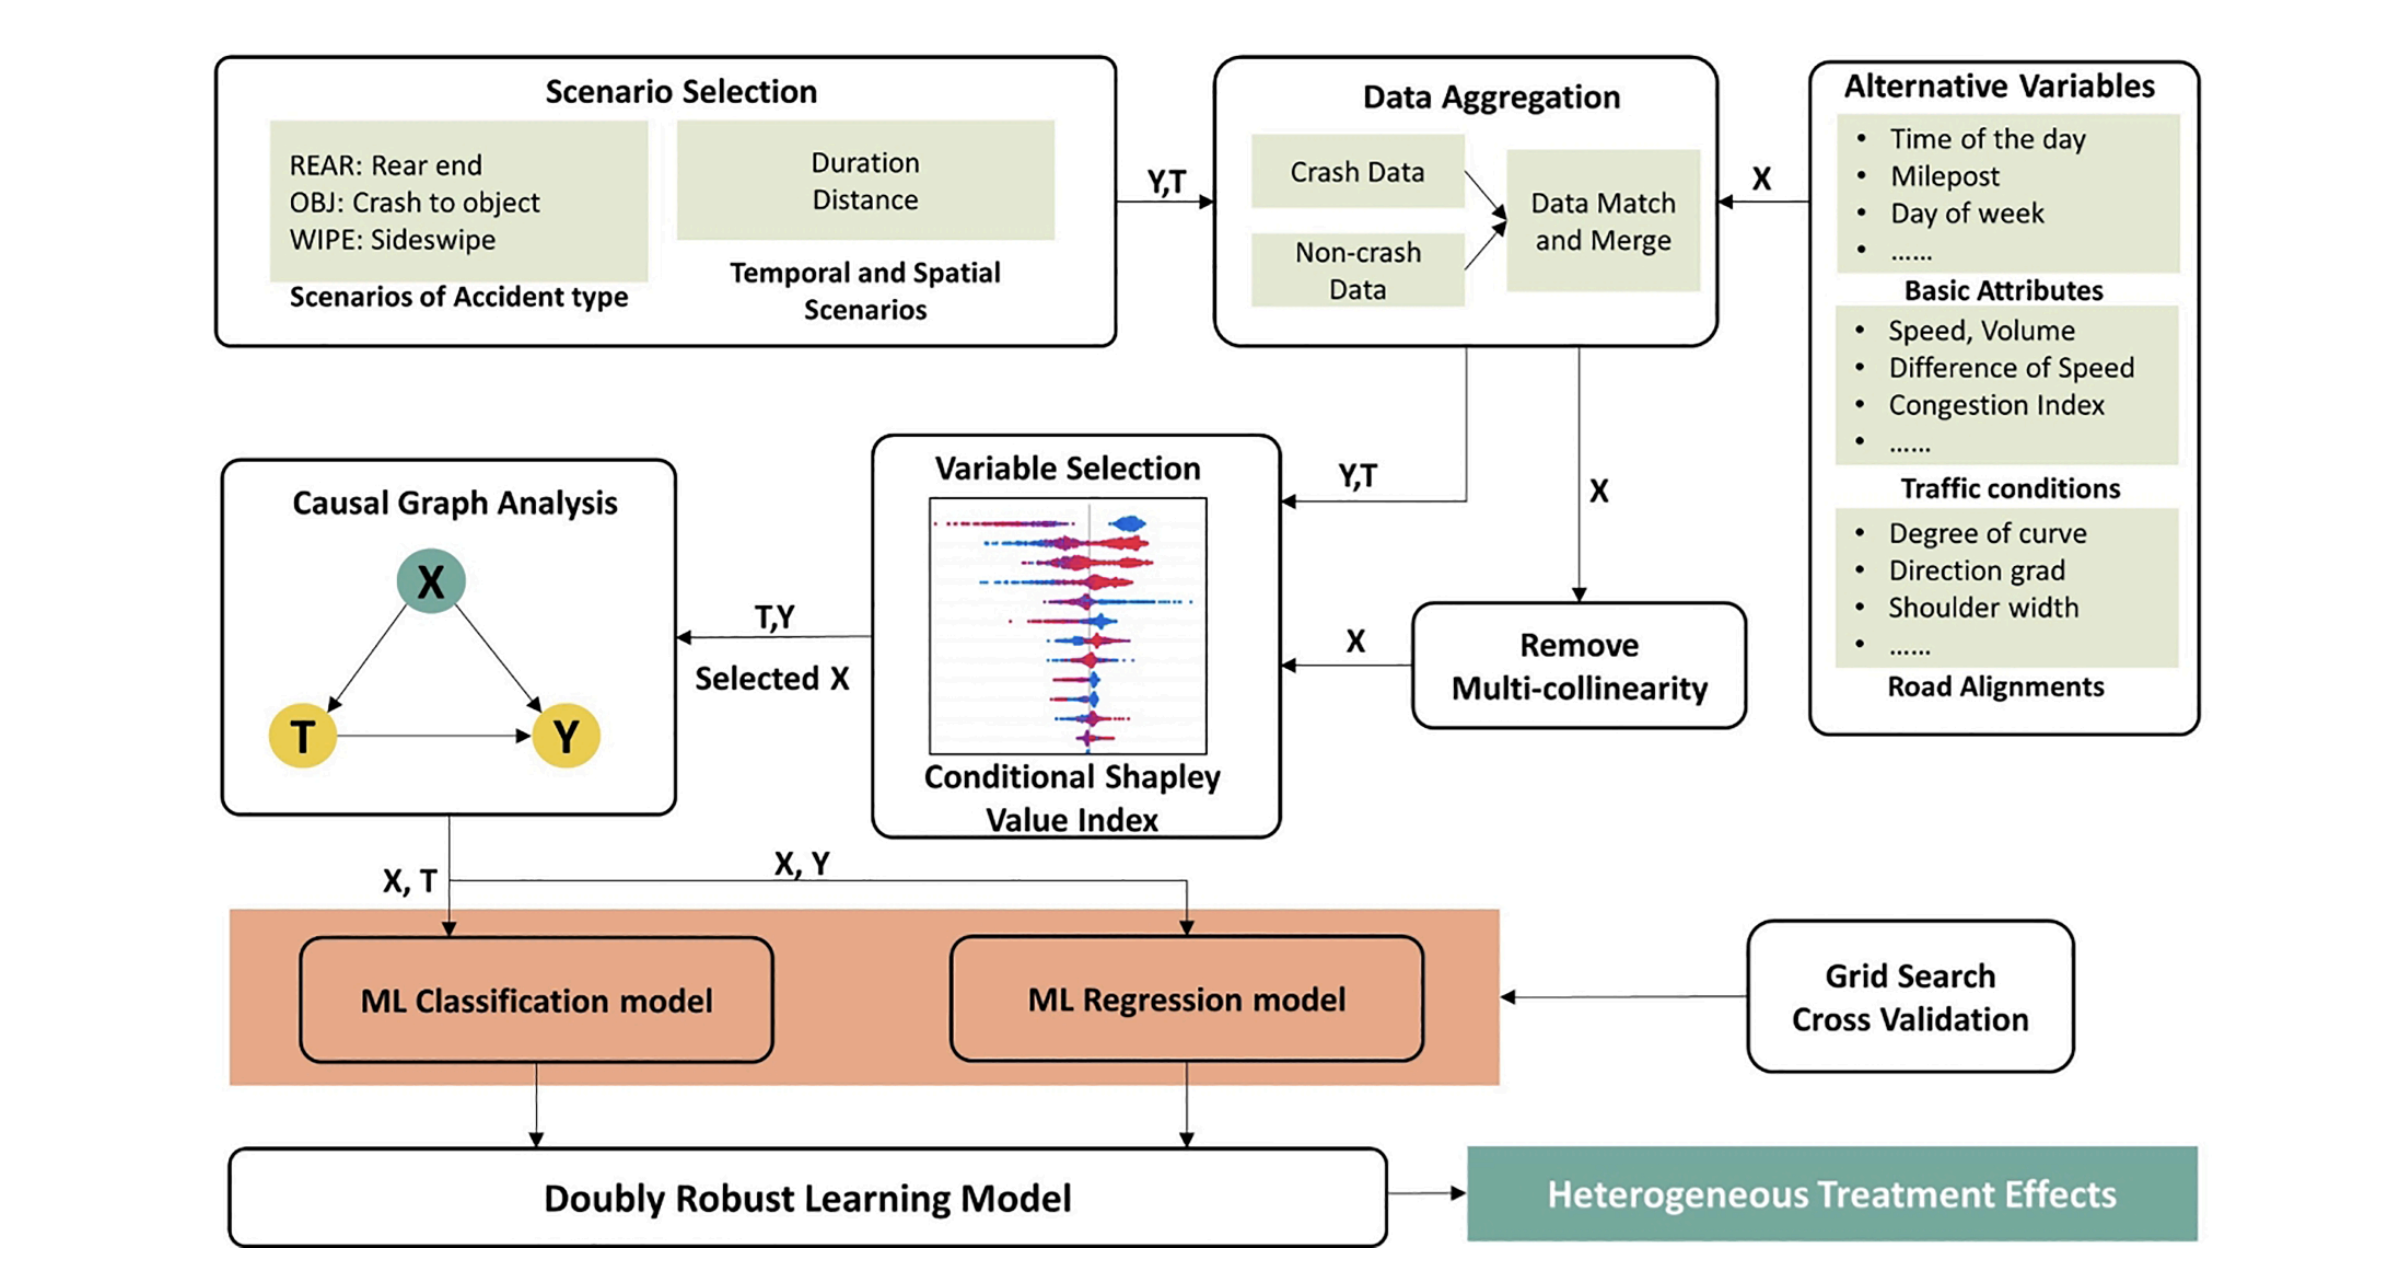 Scenario Selection
REAR: Rear end
OBJ: Crash to object
WIPE: Sideswipe
Scenarios of Accident type
Duration
Distance
Temporal and Spatial
Scenarios
Y,T
Data Aggregation
Crash Data
Non-crash
Data
Data Match
and Merge
X
Alternative Variables
• Time of the day
• Milepost
• Day of week
• ......
Basic Attributes
• Speed, Volume
• Difference of Speed
• Congestion Index
• ......
Traffic conditions
• Degree of curve
• Direction grad
• Shoulder width
• ......
Road Alignments
Y,T
X
Remove
Multi-collinearity
X
Variable Selection
Conditional Shapley
Value Index
T,Y
Selected X
Causal Graph Analysis
X
T
Y
X, T
X, Y
ML Classification model
ML Regression model
Grid Search
Cross Validation
Doubly Robust Learning Model
Heterogeneous Treatment Effects